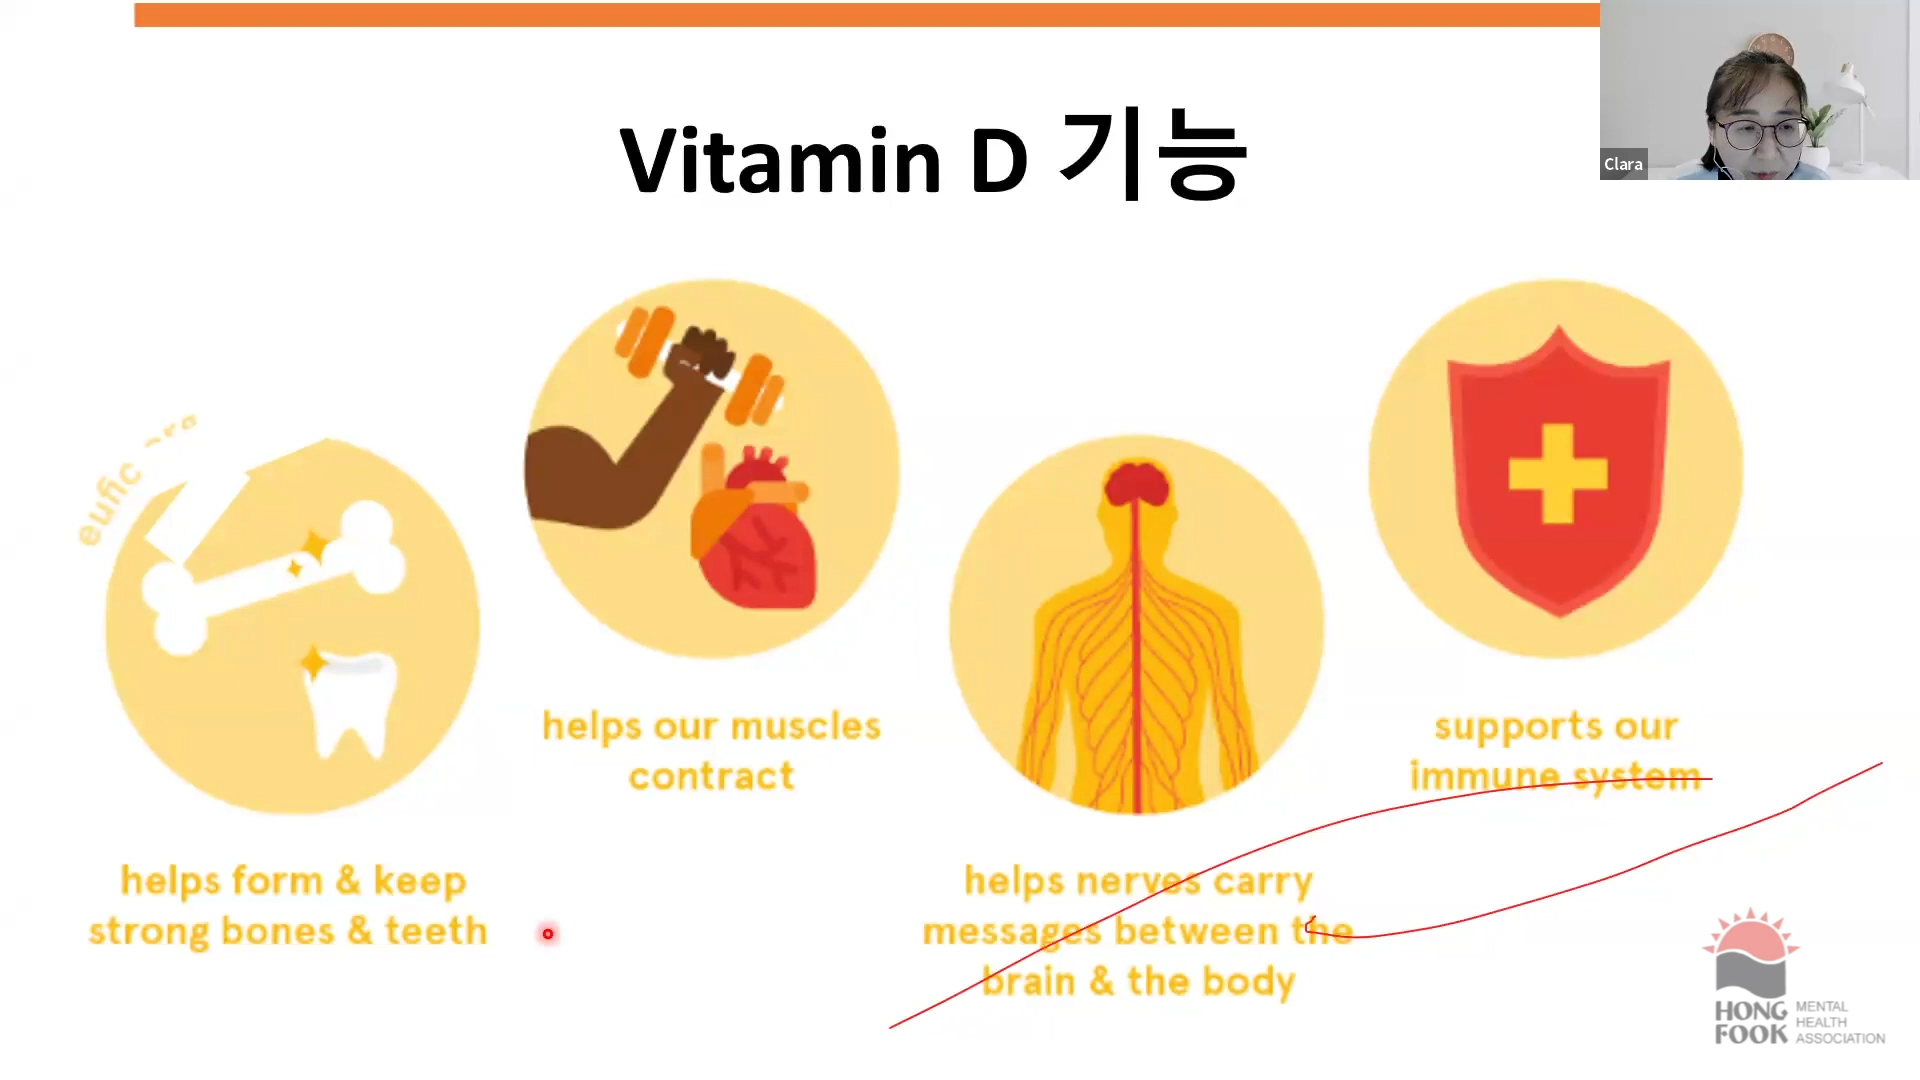 Vitamin D 기능
Clara
eufic
helps our muscles
contract
supports our
immune system
helps form & keep
strong bones & teeth
helps nerves carry
messages between the
brain & the body
HONG
FOOK
MENTAL
HEALTH
ASSOCIATION